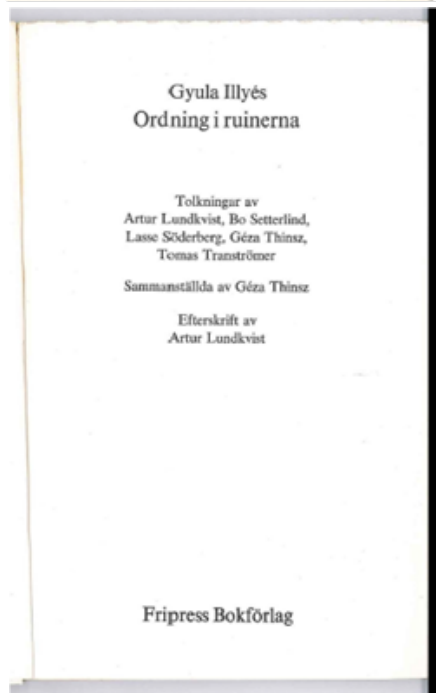 Gyula Illyés
Ordning i ruinerna
Tolkningar av
Artur Lundkvist, Bo Setterlind,
Lasse Söderberg, Géza Thinsz,
Tomas Tranströmer
Sammanställda av Géza Thinsz
Efterskrift av
Artur Lundkvist
Fripress Bokförlag